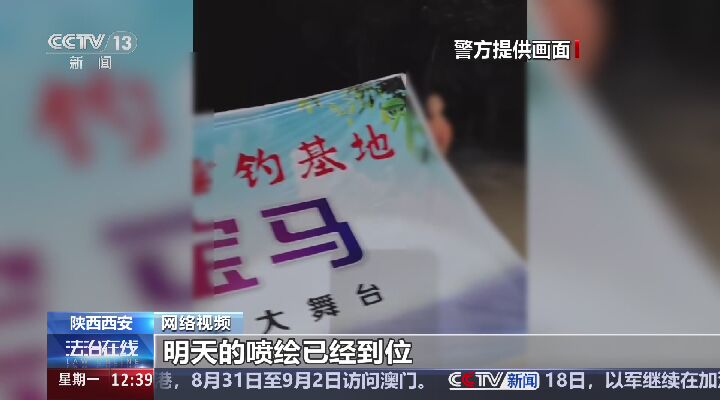 CCTV 13
新闻
警方提供画面
钓基地
宝马
大舞台
陕西西安
网络视频
法治在线
LAW ONLINE
明天的喷绘已经到位
星期一 12:39
港，8月31日至9月2日访问澳门。 CCTV新闻 18日，以军继续在加